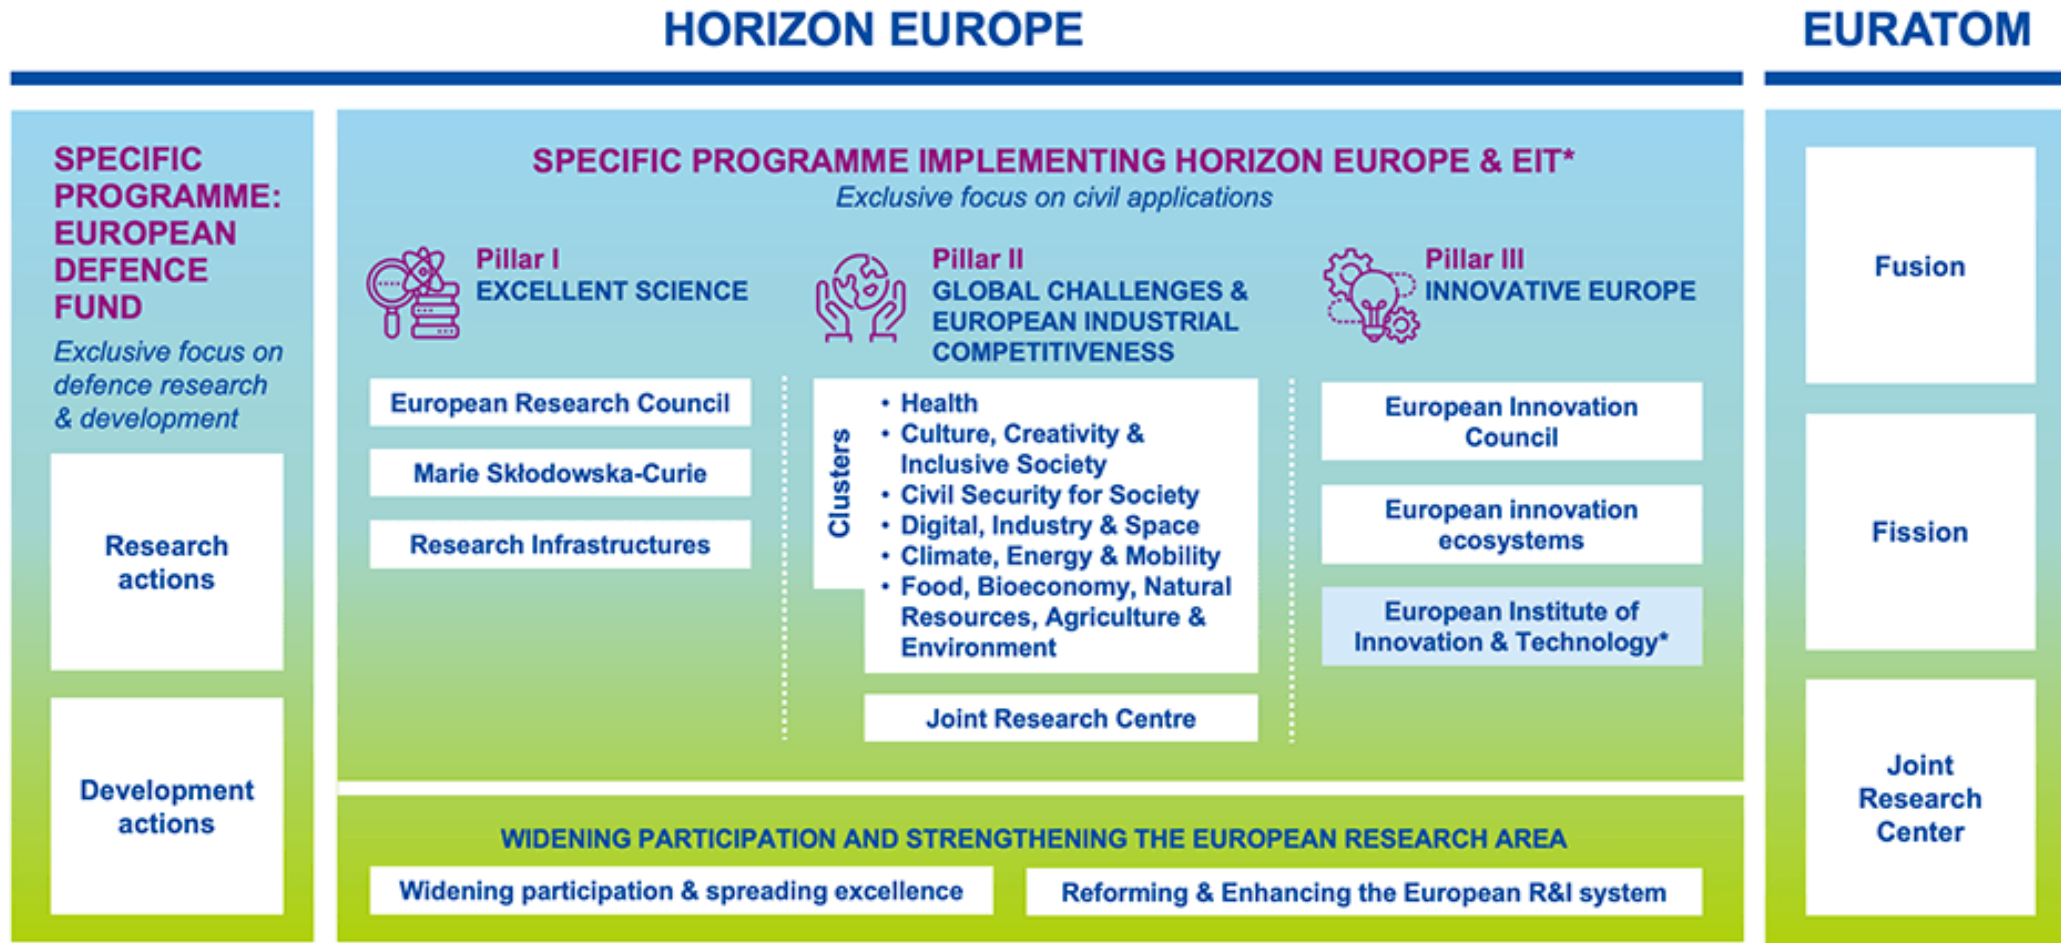 HORIZON EUROPE
EURATOM
SPECIFIC
PROGRAMME:
EUROPEAN
DEFENCE
FUND
Exclusive focus on
defence research
& development
Research
actions
Development
actions
SPECIFIC PROGRAMME IMPLEMENTING HORIZON EUROPE & EIT*
Exclusive focus on civil applications
Pillar I
EXCELLENT SCIENCE
European Research Council
Marie Skłodowska-Curie
Research Infrastructures
Pillar II
GLOBAL CHALLENGES &
EUROPEAN INDUSTRIAL
COMPETITIVENESS
Clusters
• Health
• Culture, Creativity &
Inclusive Society
• Civil Security for Society
• Digital, Industry & Space
• Climate, Energy & Mobility
• Food, Bioeconomy, Natural
Resources, Agriculture &
Environment
Joint Research Centre
Pillar III
INNOVATIVE EUROPE
European Innovation
Council
European innovation
ecosystems
European Institute of
Innovation & Technology*
WIDENING PARTICIPATION AND STRENGTHENING THE EUROPEAN RESEARCH AREA
Widening participation & spreading excellence
Reforming & Enhancing the European R&I system
Fusion
Fission
Joint
Research
Center